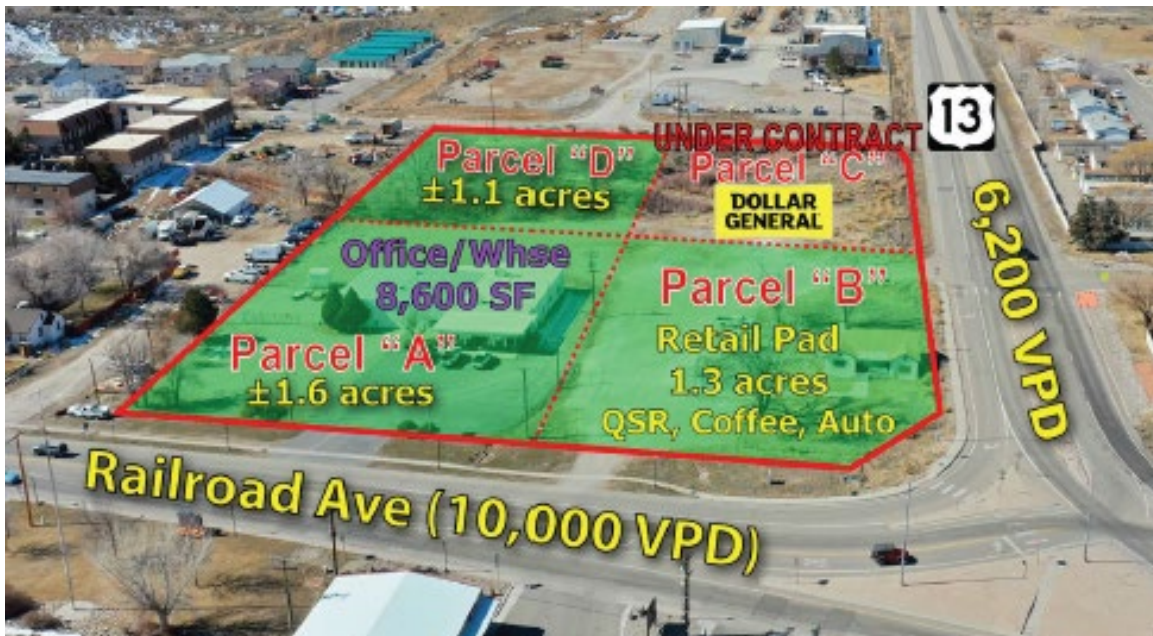 UNDER CONTRACT
13
Parcel “D”
±1.1 acres
Parcel “C”
DOLLAR
GENERAL
Office/Whse
8,600 SF
Parcel “A”
±1.6 acres
Parcel “B”
Retail Pad
1.3 acres
QSR, Coffee, Auto
6,200 VPD
Railroad Ave (10,000 VPD)